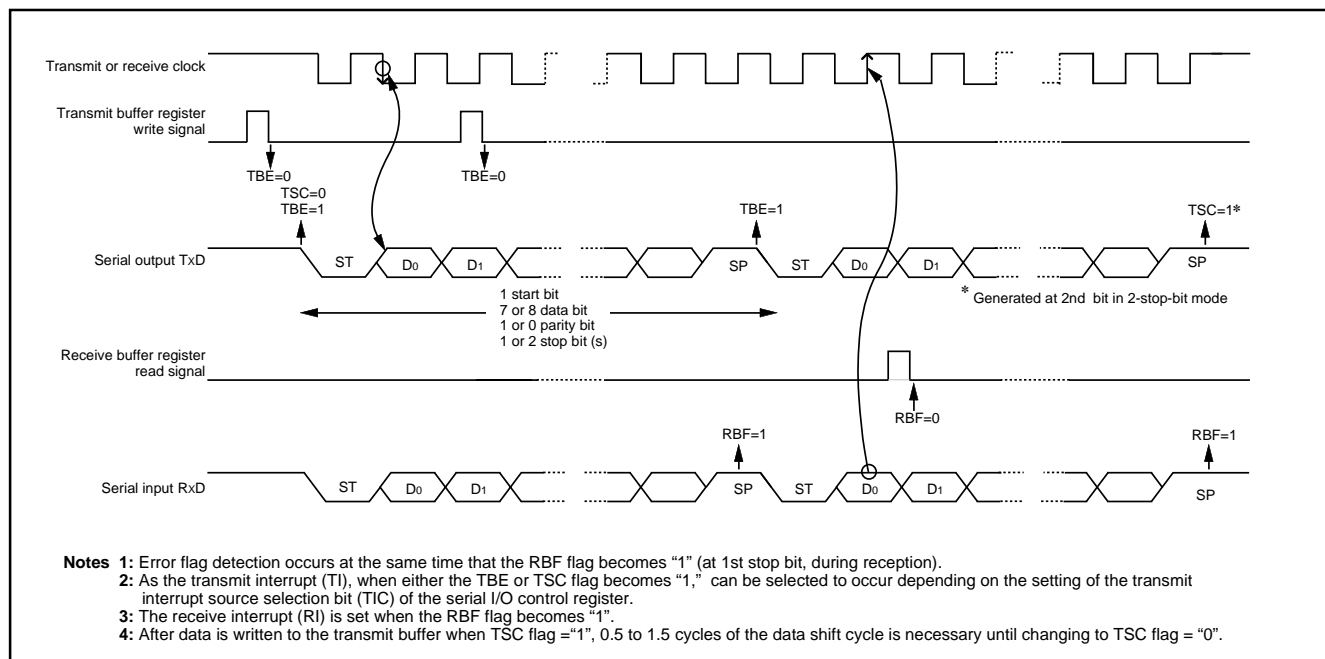 Transmit or receive clock
Transmit buffer register
write signal
TBE=0
TSC=0
TBE=1
TBE=0
TBE=1
TSC=1*
Serial output TxD
ST
D0
D1
SP
ST
D0
D1
SP
1 start bit
7 or 8 data bit
1 or 0 parity bit
1 or 2 stop bit (s)
* Generated at 2nd bit in 2-stop-bit mode
Receive buffer register
read signal
RBF=0
RBF=1
RBF=1
Serial input RxD
ST
D0
D1
SP
ST
D0
D1
SP
Notes 1: Error flag detection occurs at the same time that the RBF flag becomes “1” (at 1st stop bit, during reception).
2: As the transmit interrupt (TI), when either the TBE or TSC flag becomes “1,” can be selected to occur depending on the setting of the transmit
interrupt source selection bit (TIC) of the serial I/O control register.
3: The receive interrupt (RI) is set when the RBF flag becomes “1”.
4: After data is written to the transmit buffer when TSC flag =“1”, 0.5 to 1.5 cycles of the data shift cycle is necessary until changing to TSC flag = “0”.